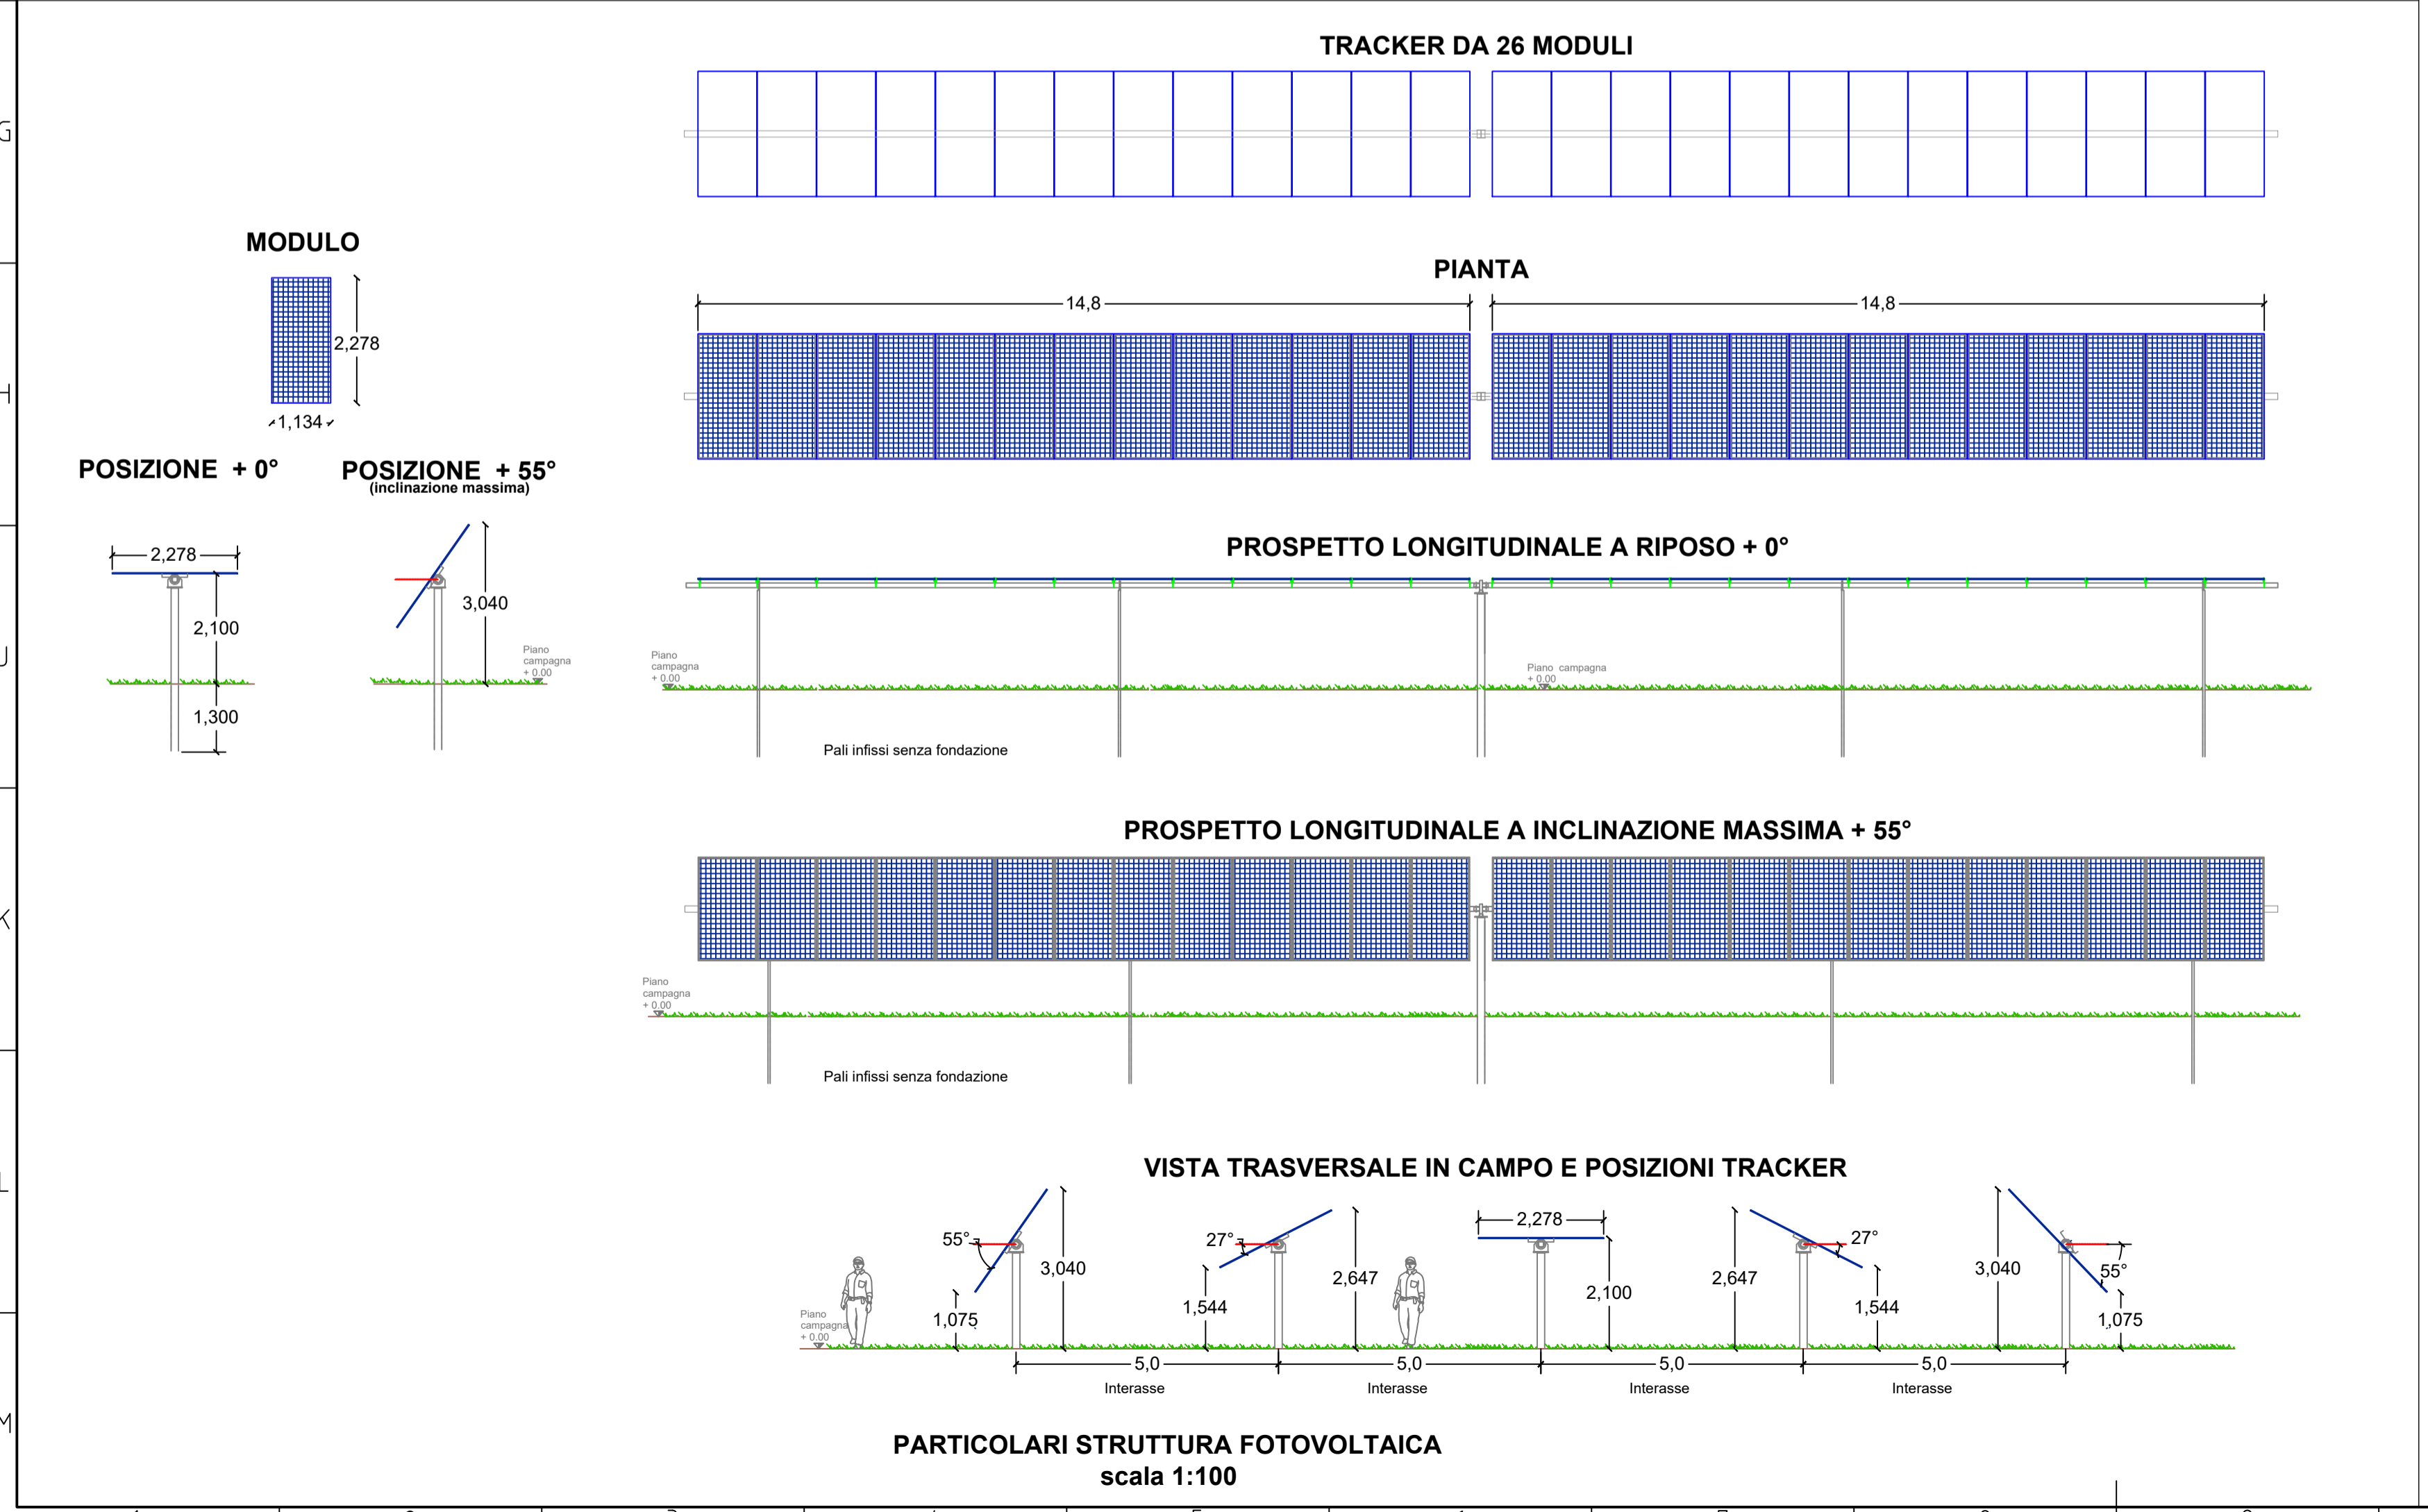 TRACKER DA 26 MODULI
G
MODULO
2,278
1,134
PIANTA
14,8
14,8
H
POSIZIONE + 0°
POSIZIONE + 55°
(inclinazione massima)
2,278
2,100
1,300
3,040
Piano
campagna
+ 0.00
PROSPETTO LONGITUDINALE A RIPOSO + 0°
J
Piano
campagna
+ 0.00
Piano campagna
+ 0.00
Pali infissi senza fondazione
PROSPETTO LONGITUDINALE A INCLINAZIONE MASSIMA + 55°
K
Piano
campagna
+ 0.00
Pali infissi senza fondazione
VISTA TRASVERSALE IN CAMPO E POSIZIONI TRACKER
L
55°
3,040
1,075
27°
2,647
1,544
2,278
2,100
2,647
27°
1,544
3,040
55°
1,075
Piano
campagna
+ 0.00
5,0
5,0
5,0
5,0
Interasse
Interasse
Interasse
Interasse
M
PARTICOLARI STRUTTURA FOTOVOLTAICA
scala 1:100